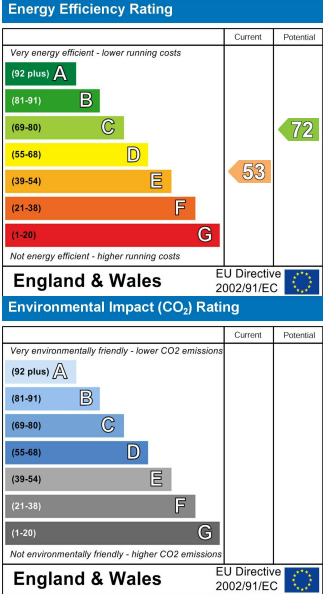 Energy Efficiency Rating
Current Potential
Very energy efficient - lower running costs
(92 plus) A
(81-91) B
(69-80) C
72
(55-68) D
(39-54) E
53
(21-38) F
(1-20) G
Not energy efficient - higher running costs
England & Wales
EU Directive
2002/91/EC
Environmental Impact (CO₂) Rating
Current Potential
Very environmentally friendly - lower CO2 emissions
(92 plus) A
(81-91) B
(69-80) C
(55-68) D
(39-54) E
(21-38) F
(1-20) G
Not environmentally friendly - higher CO2 emissions
England & Wales
EU Directive
2002/91/EC